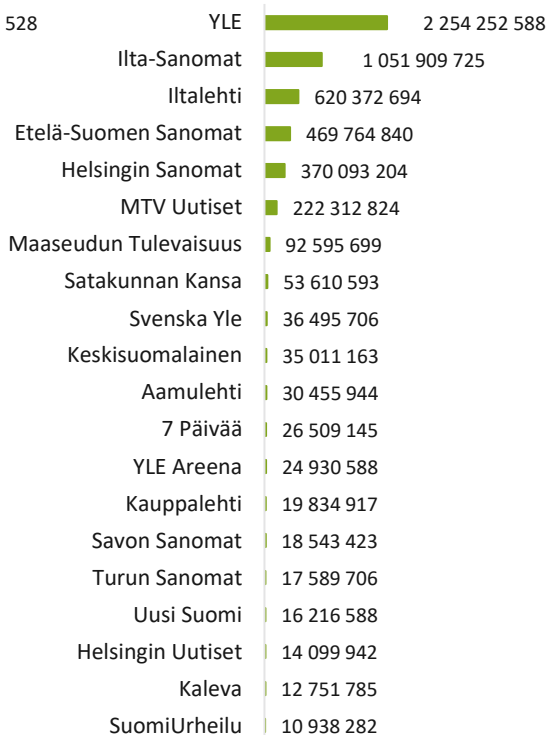 528 YLE 2 254 252 588
Ilta-Sanomat 1 051 909 725
Iltalehti 620 372 694
Etelä-Suomen Sanomat 469 764 840
Helsingin Sanomat 370 093 204
MTV Uutiset 222 312 824
Maaseudun Tulevaisuus 92 595 699
Satakunnan Kansa 53 610 593
Svenska Yle 36 495 706
Keskisuomalainen 35 011 163
Aamulehti 30 455 944
7 Päivää 26 509 145
YLE Areena 24 930 588
Kauppalehti 19 834 917
Savon Sanomat 18 543 423
Turun Sanomat 17 589 706
Uusi Suomi 16 216 588
Helsingin Uutiset 14 099 942
Kaleva 12 751 785
SuomiUrheilu 10 938 282